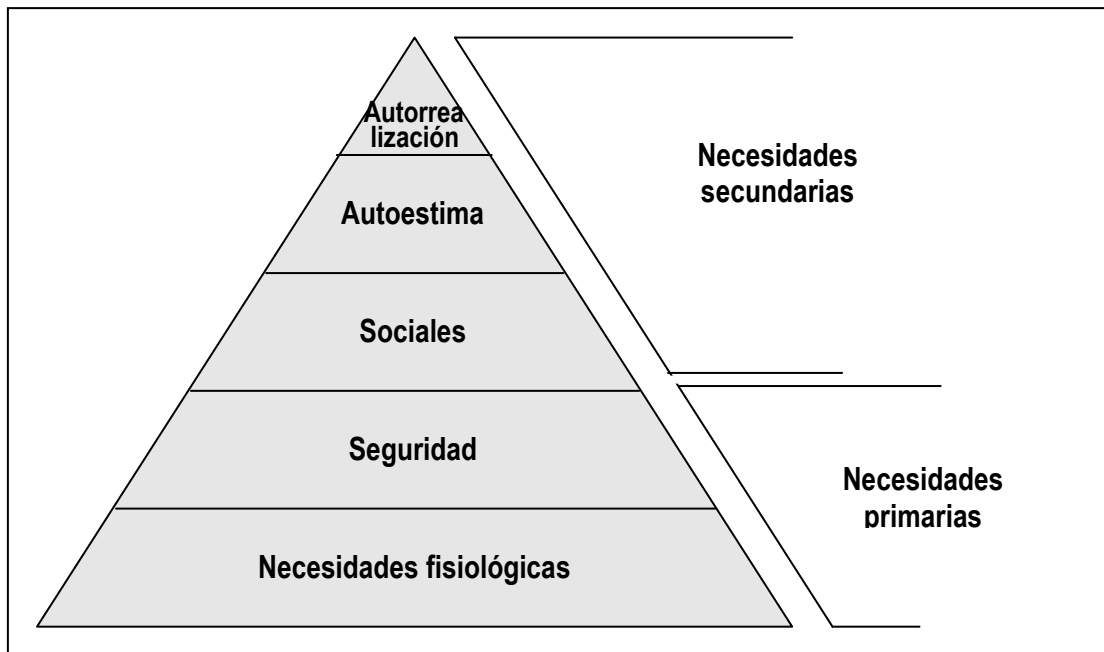 Autorrea
lización
Autoestima
Sociales
Seguridad
Necesidades fisiológicas
Necesidades
secundarias
Necesidades
primarias